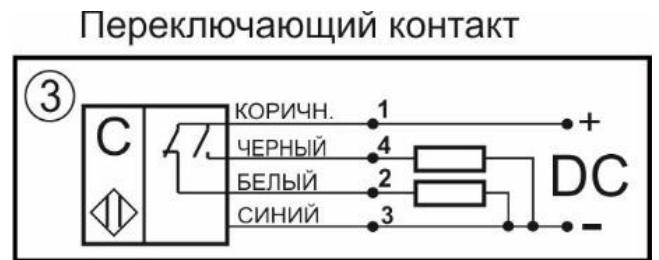 Переключающий контакт
3
C
КОРИЧН. 1 +
ЧЕРНЫЙ 4
БЕЛЫЙ 2
DC
СИНИЙ 3 -